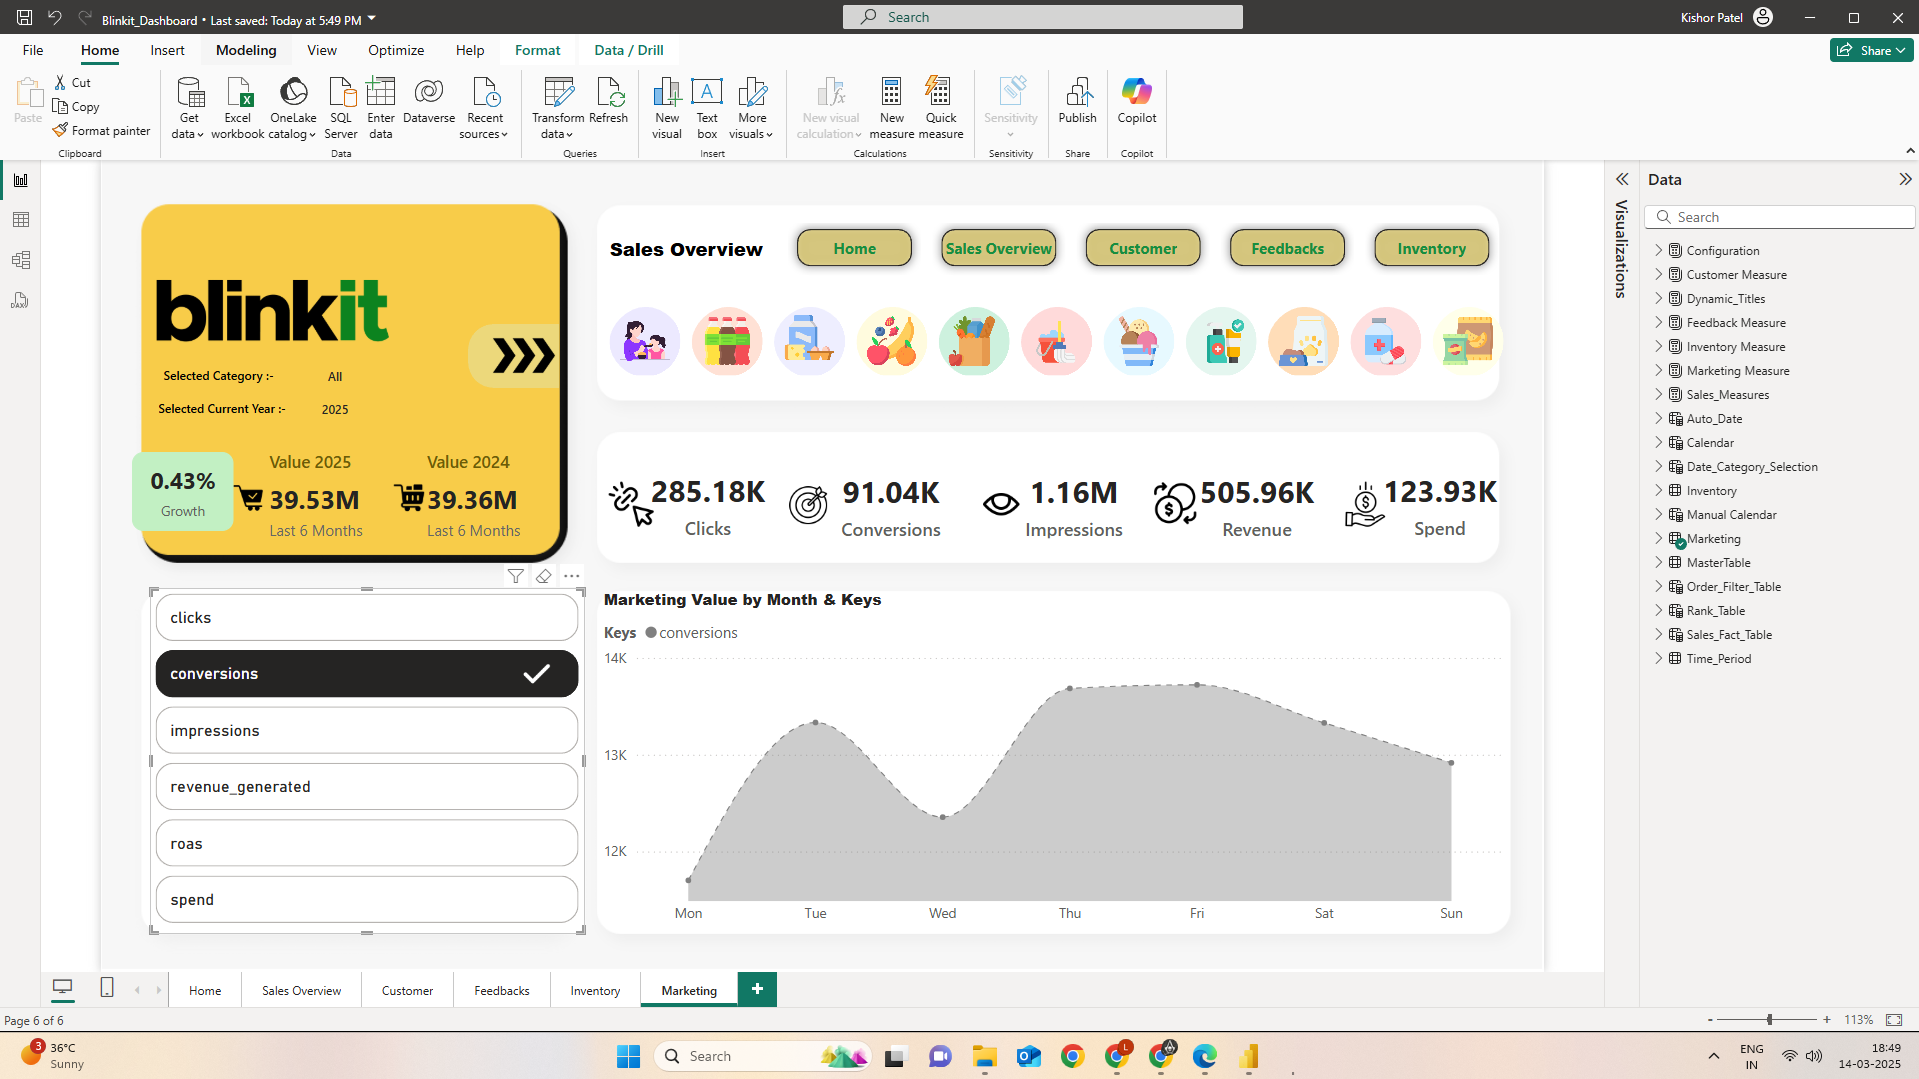 Blinkit_Dashboard • Last saved: Today at 5:49 PM
Search
Kishor Patel
File Home Insert Modeling View Optimize Help Format Data / Drill
Share
Paste
Cut
Copy
Format painter
Clipboard
Get data
Excel workbook
OneLake catalog
SQL Server
Enter data
Dataverse
Recent sources
Data
Transform data
Refresh
Queries
New visual
Text box
More visuals
Insert
New visual calculation
New measure
Quick measure
Calculations
Sensitivity
Sensitivity
Publish
Share
Copilot
Copilot
blinkit
Selected Category :- All
Selected Current Year :- 2025
0.43%
Growth
Value 2025
39.53M
Last 6 Months
Value 2024
39.36M
Last 6 Months
Sales Overview
Home
Sales Overview
Customer
Feedbacks
Inventory
285.18K
Clicks
91.04K
Conversions
1.16M
Impressions
505.96K
Revenue
123.93K
Spend
clicks
conversions
impressions
revenue_generated
roas
spend
Marketing Value by Month & Keys
Keys conversions
14K
13K
12K
Mon Tue Wed Thu Fri Sat Sun
Visualizations
Data
Search
Configuration
Customer Measure
Dynamic_Titles
Feedback Measure
Inventory Measure
Marketing Measure
Sales_Measures
Auto_Date
Calendar
Date_Category_Selection
Inventory
Manual Calendar
Marketing
MasterTable
Order_Filter_Table
Rank_Table
Sales_Fact_Table
Time_Period
Home Sales Overview Customer Feedbacks Inventory Marketing +
Page 6 of 6
- + 113%
3
36°C
Sunny
Search
L
ENG
IN
18:49
14-03-2025
DAX